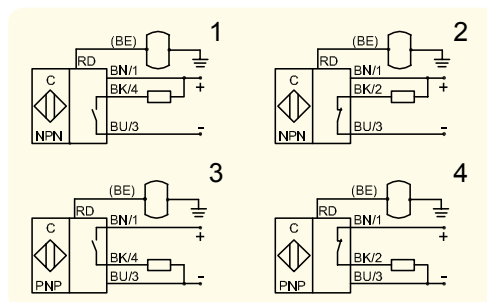 1
(BE)
RD
BN/1
+
C
BK/4
NPN
BU/3
-
2
(BE)
RD
BN/1
+
C
BK/2
NPN
BU/3
-
3
(BE)
RD
BN/1
+
C
BK/4
PNP
BU/3
-
4
(BE)
RD
BN/1
+
C
BK/2
PNP
BU/3
-